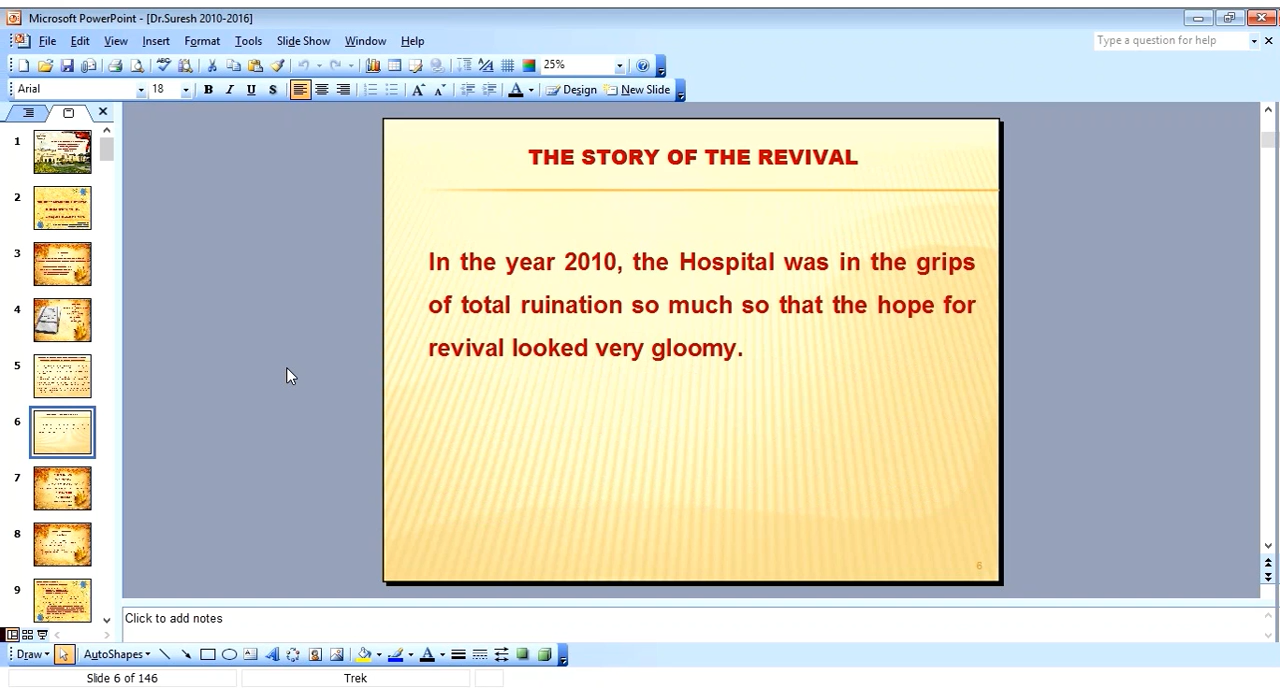 Microsoft PowerPoint - [Dr.Suresh 2010-2016]
File Edit View Insert Format Tools Slide Show Window Help
Type a question for help
25%
Arial 18 B I U S A A A Design New Slide
1
2
3
4
5
6
7
8
9
THE STORY OF THE REVIVAL
In the year 2010, the Hospital was in the grips
of total ruination so much so that the hope for
revival looked very gloomy.
6
Click to add notes
Draw AutoShapes A A
Slide 6 of 146 Trek